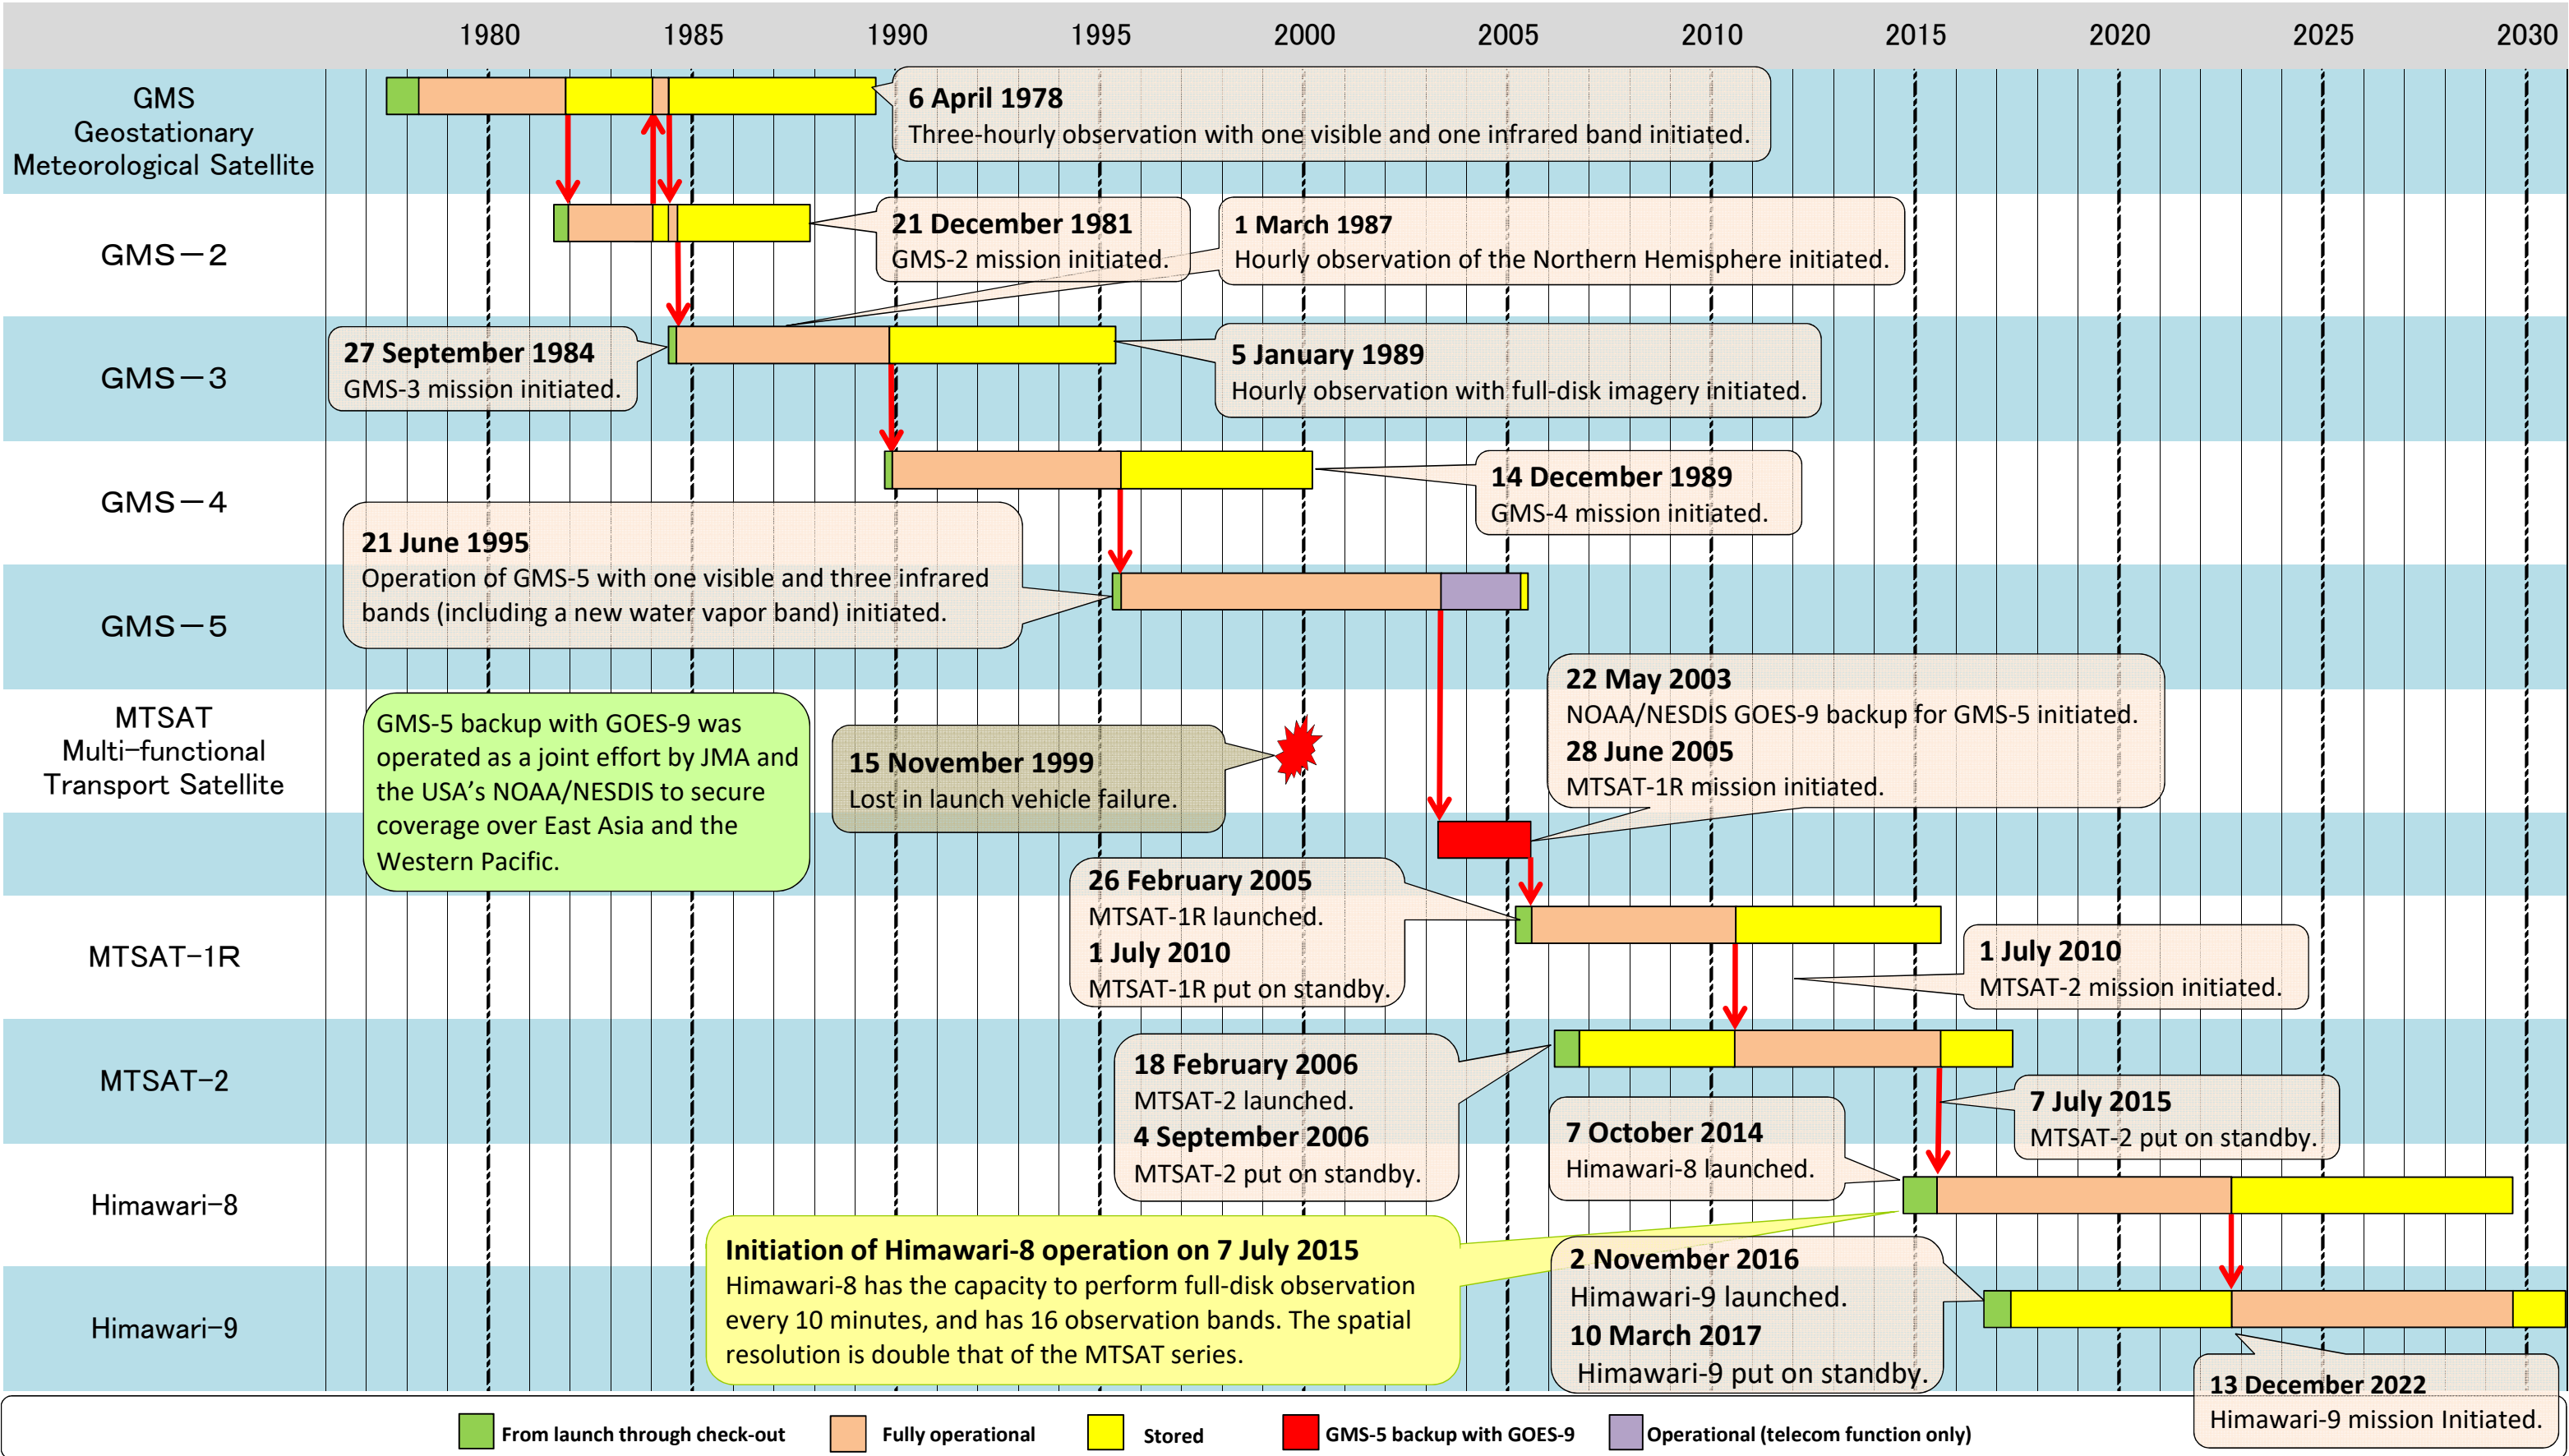 1980 1985 1990 1995 2000 2005 2010 2015 2020 2025 2030
GMS
Geostationary
Meteorological Satellite
6 April 1978
Three-hourly observation with one visible and one infrared band initiated.
GMS-2
21 December 1981
GMS-2 mission initiated.
1 March 1987
Hourly observation of the Northern Hemisphere initiated.
GMS-3
27 September 1984
GMS-3 mission initiated.
5 January 1989
Hourly observation with full-disk imagery initiated.
GMS-4
14 December 1989
GMS-4 mission initiated.
GMS-5
21 June 1995
Operation of GMS-5 with one visible and three infrared
bands (including a new water vapor band) initiated.
MTSAT
Multi-functional
Transport Satellite
GMS-5 backup with GOES-9 was
operated as a joint effort by JMA and
the USA's NOAA/NESDIS to secure
coverage over East Asia and the
Western Pacific.
15 November 1999
Lost in launch vehicle failure.
22 May 2003
NOAA/NESDIS GOES-9 backup for GMS-5 initiated.
28 June 2005
MTSAT-1R mission initiated.
MTSAT-1R
26 February 2005
MTSAT-1R launched.
1 July 2010
MTSAT-1R put on standby.
1 July 2010
MTSAT-2 mission initiated.
MTSAT-2
18 February 2006
MTSAT-2 launched.
4 September 2006
MTSAT-2 put on standby.
7 July 2015
MTSAT-2 put on standby.
Himawari-8
7 October 2014
Himawari-8 launched.
Initiation of Himawari-8 operation on 7 July 2015
Himawari-8 has the capacity to perform full-disk observation
every 10 minutes, and has 16 observation bands. The spatial
resolution is double that of the MTSAT series.
Himawari-9
2 November 2016
Himawari-9 launched.
10 March 2017
Himawari-9 put on standby.
13 December 2022
Himawari-9 mission Initiated.
From launch through check-out
Fully operational
Stored
GMS-5 backup with GOES-9
Operational (telecom function only)